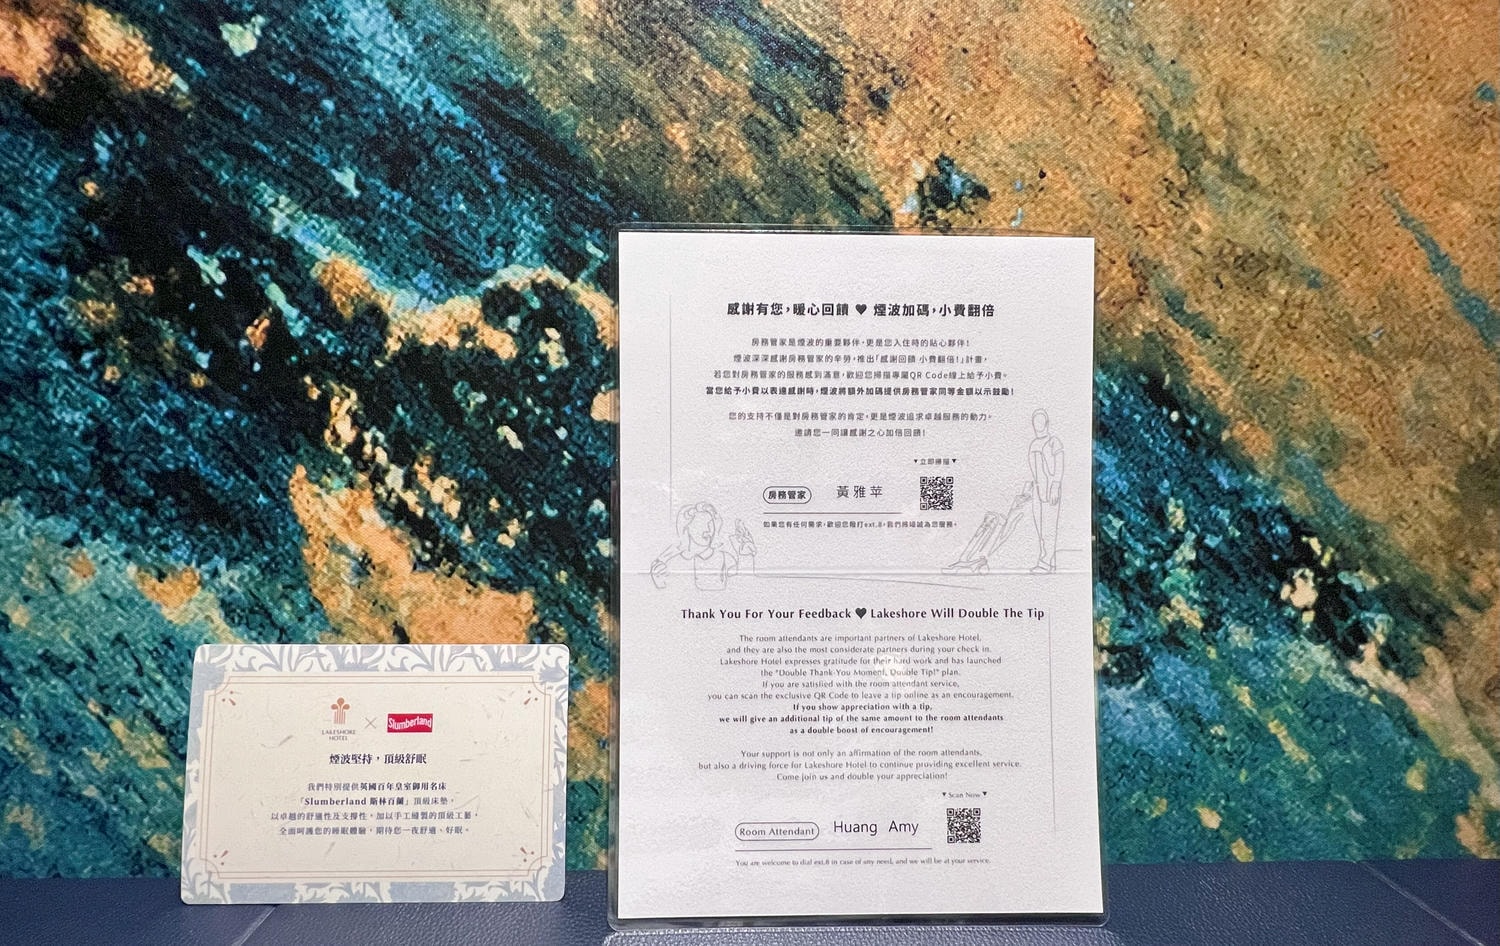 LAKESHORE
HOTEL
×
Slumberland
煙波堅持，頂級舒眠
我們特別提供英國百年皇室御用名床
「Slumberland 斯林百蘭」頂級床墊，
以卓越的舒適性及支撐性，加以手工縫製的頂級工藝，
全面呵護您的睡眠體驗，期待您一夜舒適、好眠。
感謝有您，暖心回饋 ♥ 煙波加碼，小費翻倍
房務管家是煙波的重要夥伴，更是您入住時的貼心夥伴！
煙波深深感謝房務管家的辛勞，推出「感謝回饋 小費翻倍！」計畫，
若您對房務管家的服務感到滿意，歡迎您掃描專屬QR Code線上給予小費。
當您給予小費以表達感謝時，煙波將額外加碼提供房務管家同等金額以示鼓勵！
您的支持不僅是對房務管家的肯定，更是煙波追求卓越服務的動力。
邀請您一同讓感謝之心加倍回饋！
▼立即掃描▼
房務管家 黃雅苹
如果您有任何需求，歡迎您撥打ext.8，我們將竭誠為您服務。
Thank You For Your Feedback ♥ Lakeshore Will Double The Tip
The room attendants are important partners of Lakeshore Hotel,
and they are also the most considerate partners during your check in.
Lakeshore Hotel expresses gratitude for their hard work and has launched
the "Double Thank-You Moment, Double Tip!" plan.
If you are satisfied with the room attendant service,
you can scan the exclusive QR Code to leave a tip online as an encouragement.
If you show appreciation with a tip,
we will give an additional tip of the same amount to the room attendants
as a double boost of encouragement!
Your support is not only an affirmation of the room attendants,
but also a driving force for Lakeshore Hotel to continue providing excellent service.
Come join us and double your appreciation!
▼ Scan Now ▼
Room Attendant Huang Amy
You are welcome to dial ext.8 in case of any need, and we will be at your service.